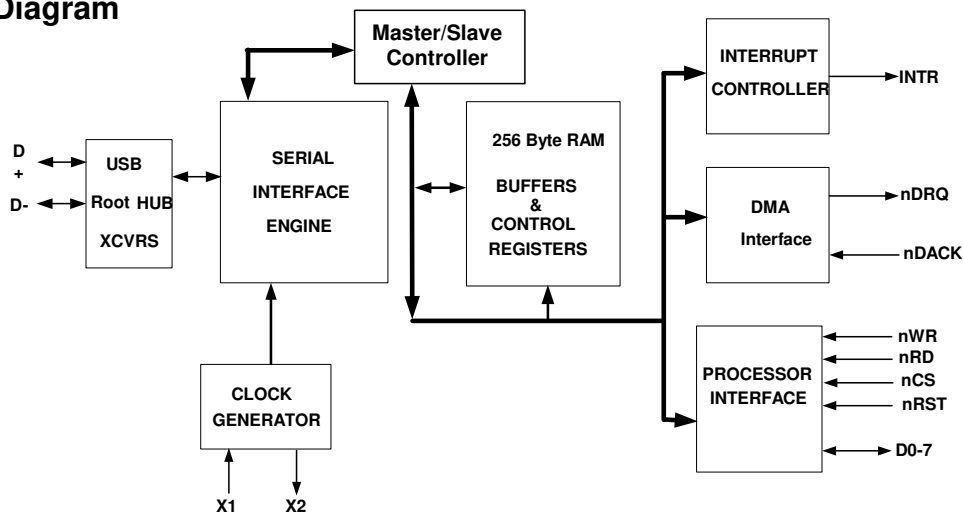 Diagram
Master/Slave
Controller
INTERRUPT
CONTROLLER
INTR
D
+
D-
USB
Root HUB
XCVRS
SERIAL
INTERFACE
ENGINE
256 Byte RAM
BUFFERS
&
CONTROL
REGISTERS
DMA
Interface
nDRQ
nDACK
PROCESSOR
INTERFACE
nWR
nRD
nCS
nRST
D0-7
CLOCK
GENERATOR
X1
X2